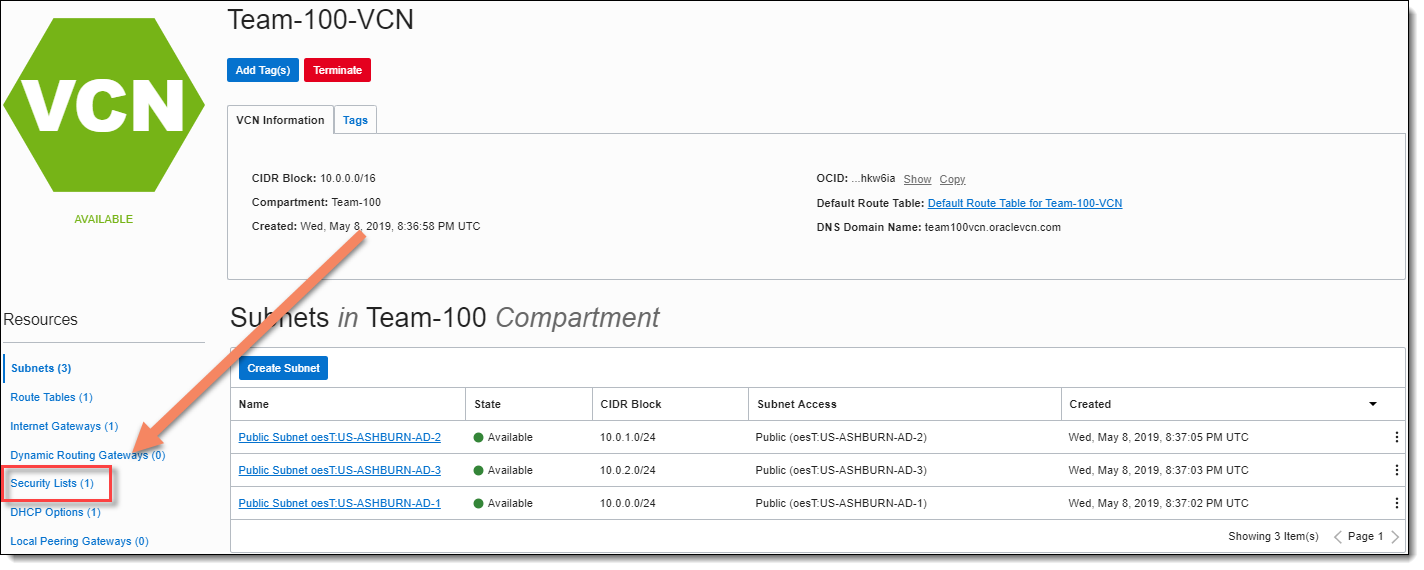 Team-100-VCN
VCN
Add Tag(s) Terminate
VCN Information Tags
CIDR Block: 10.0.0.0/16
Compartment: Team-100
Created: Wed, May 8, 2019, 8:36:58 PM UTC
OCID: ...hkw6ia Show Copy
Default Route Table: Default Route Table for Team-100-VCN
DNS Domain Name: team100vcn.oraclevcn.com
AVAILABLE
Resources
Subnets (3)
Route Tables (1)
Internet Gateways (1)
Dynamic Routing Gateways (0)
Security Lists (1)
DHCP Options (1)
Local Peering Gateways (0)
Subnets in Team-100 Compartment
Create Subnet
Name State CIDR Block Subnet Access Created
Public Subnet oesT:US-ASHBURN-AD-2 Available 10.0.1.0/24 Public (oesT:US-ASHBURN-AD-2) Wed, May 8, 2019, 8:37:05 PM UTC
Public Subnet oesT:US-ASHBURN-AD-3 Available 10.0.2.0/24 Public (oesT:US-ASHBURN-AD-3) Wed, May 8, 2019, 8:37:03 PM UTC
Public Subnet oesT:US-ASHBURN-AD-1 Available 10.0.0.0/24 Public (oesT:US-ASHBURN-AD-1) Wed, May 8, 2019, 8:37:02 PM UTC
Showing 3 Item(s) Page 1